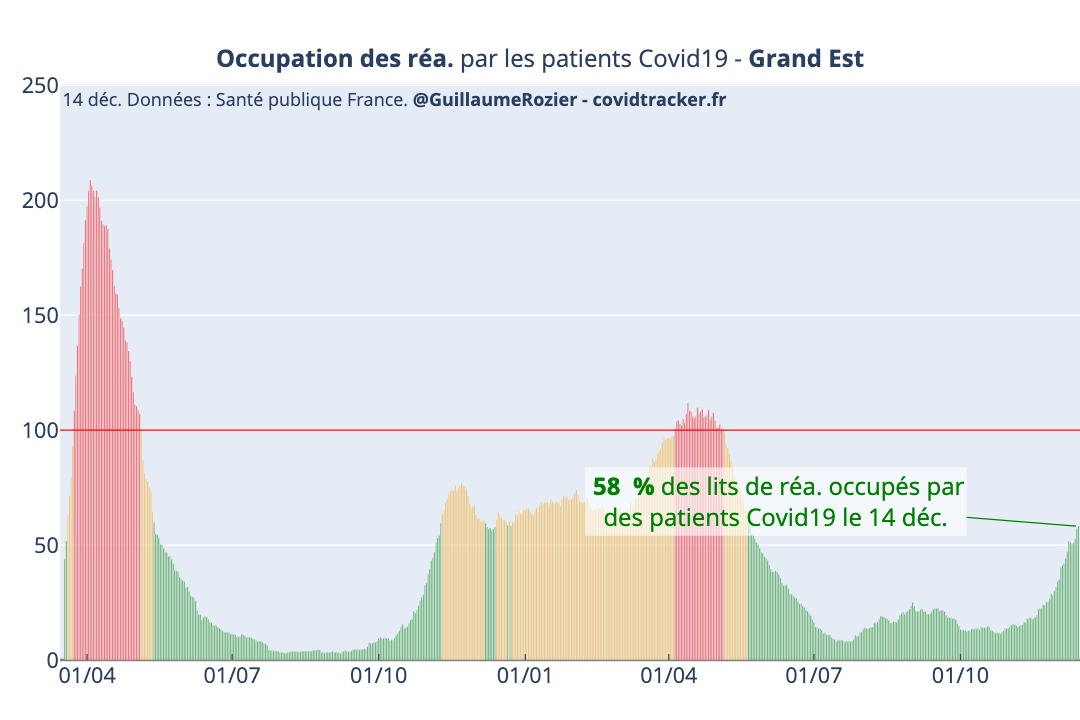 Occupation des réa. par les patients Covid19 - Grand Est
250
14 déc. Données : Santé publique France. @GuillaumeRozier - covidtracker.fr
200
150
100
58 % des lits de réa. occupés par
des patients Covid19 le 14 déc.
50
0
01/04 01/07 01/10 01/01 01/04 01/07 01/10